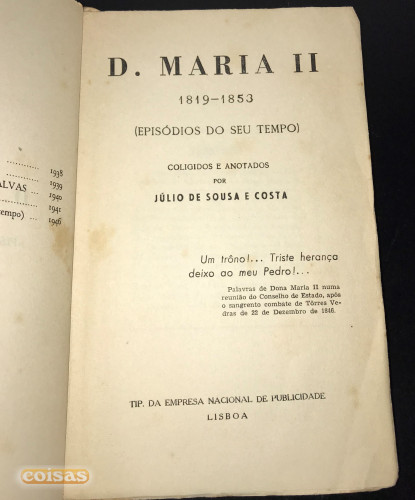 1938
1939
ALVAS ... 1940
1941
tempo) ... 1946
D. MARIA II
1819-1853
(EPISÓDIOS DO SEU TEMPO)
COLIGIDOS E ANOTADOS
POR
JÚLIO DE SOUSA E COSTA
Um trôno!... Triste herança
deixo ao meu Pedro!...
Palavras de Dona Maria II numa
reunião do Conselho de Estado, após
o sangrento combate de Tôrres Ve-
dras de 22 de Dezembro de 1846.
TIP. DA EMPRESA NACIONAL DE PUBLICIDADE
LISBOA
coisas